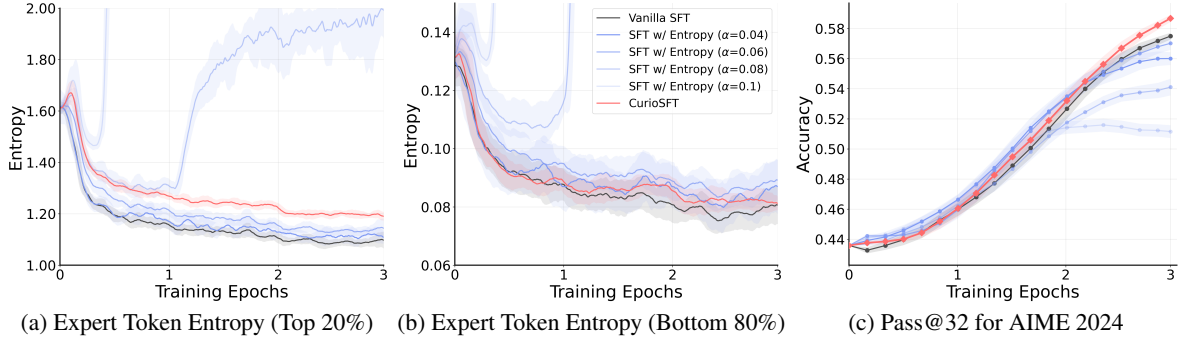 2.00
1.80
1.60
1.40
1.20
1.00
Entropy
0
1
2
3
Training Epochs
(a) Expert Token Entropy (Top 20%)
0.14
0.12
0.10
0.08
0.06
Entropy
Vanilla SFT
SFT w/ Entropy (α=0.04)
SFT w/ Entropy (α=0.06)
SFT w/ Entropy (α=0.08)
SFT w/ Entropy (α=0.1)
CurioSFT
0
1
2
3
Training Epochs
(b) Expert Token Entropy (Bottom 80%)
0.58
0.56
0.54
0.52
0.50
0.48
0.46
0.44
Accuracy
0
1
2
3
Training Epochs
(c) Pass@32 for AIME 2024